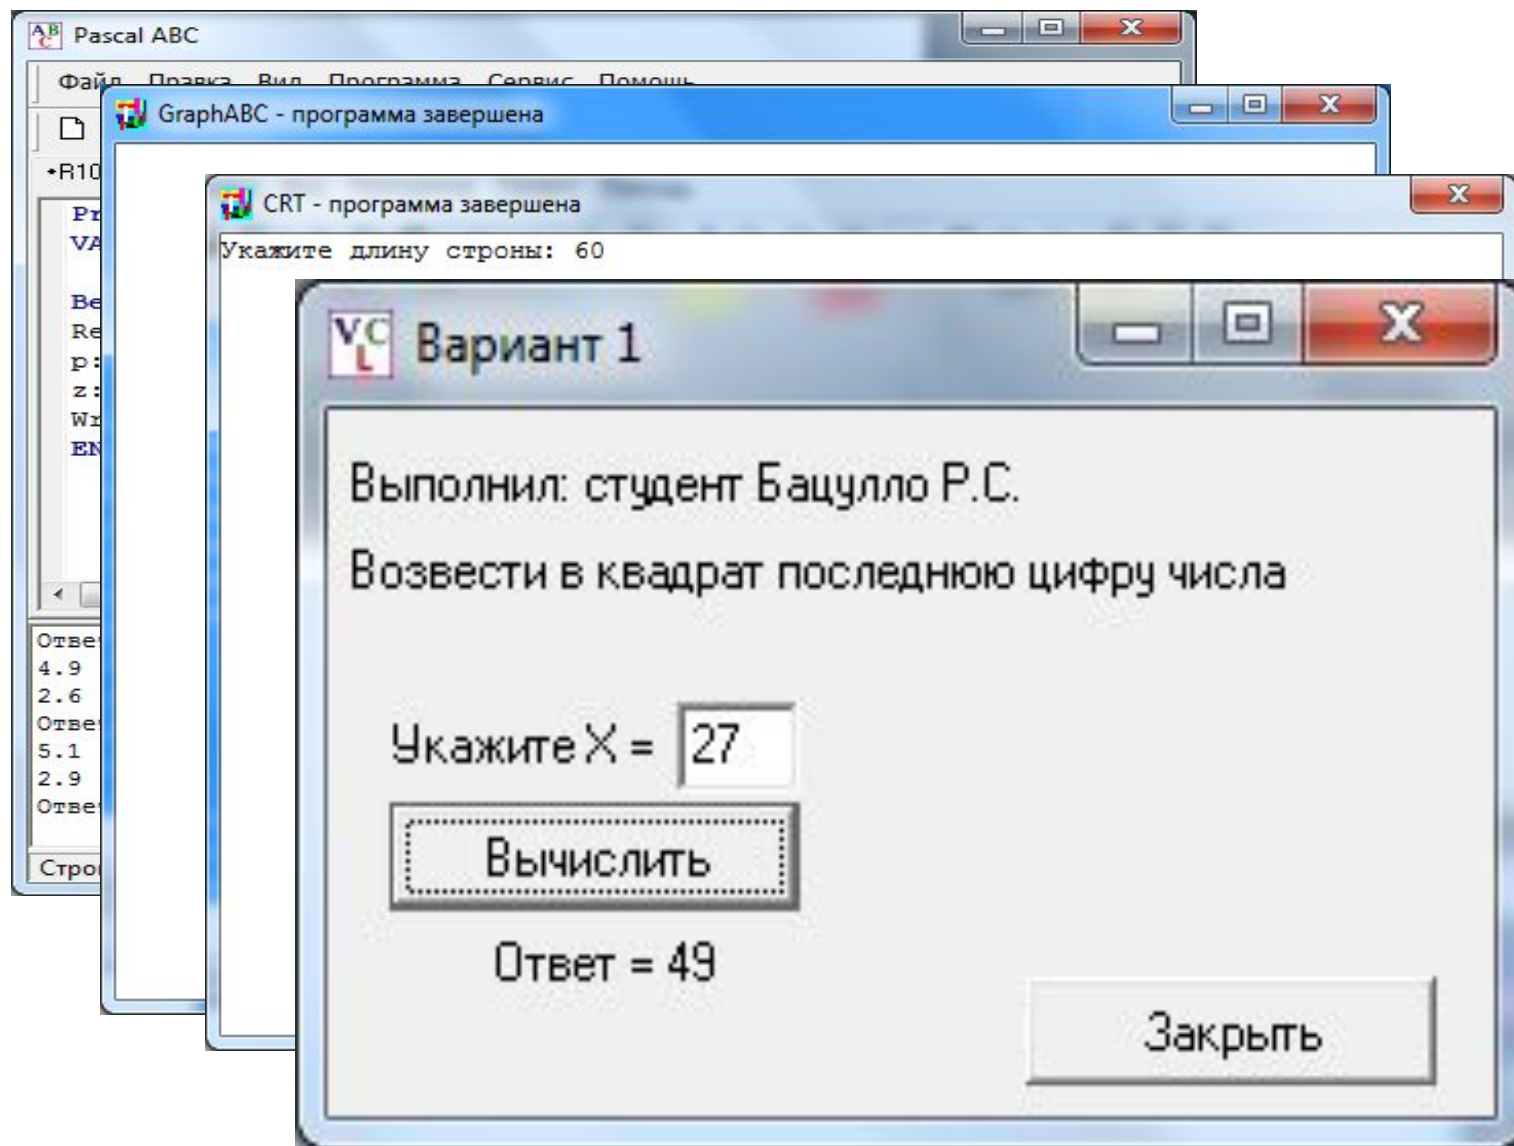 Pascal ABC
Файл Правка Вид Программа Сервис Помощь
GraphABC - программа завершена
CRT - программа завершена
Укажите длину строны: 60
4.9
2.6
5.1
2.9
Вариант 1
Выполнил: студент Бацулло Р.С.
Возвести в квадрат последнюю цифру числа
Укажите X = 27
Вычислить
Ответ = 49
Закрыть